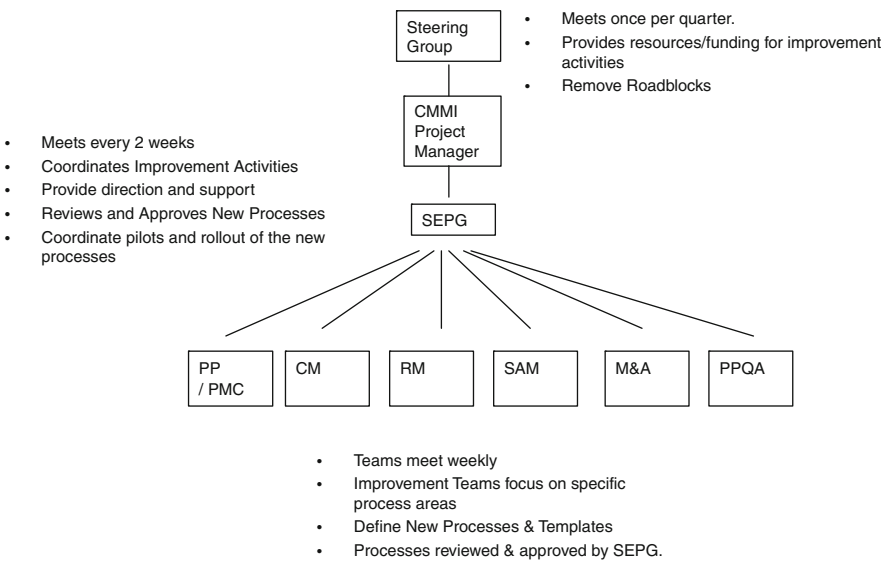 Steering
Group
• Meets once per quarter.
• Provides resources/funding for improvement
activities
• Remove Roadblocks
CMMI
Project
Manager
• Meets every 2 weeks
• Coordinates Improvement Activities
• Provide direction and support
• Reviews and Approves New Processes
• Coordinate pilots and rollout of the new
processes
SEPG
PP
/ PMC
CM
RM
SAM
M&A
PPQA
• Teams meet weekly
• Improvement Teams focus on specific
process areas
• Define New Processes & Templates
• Processes reviewed & approved by SEPG.